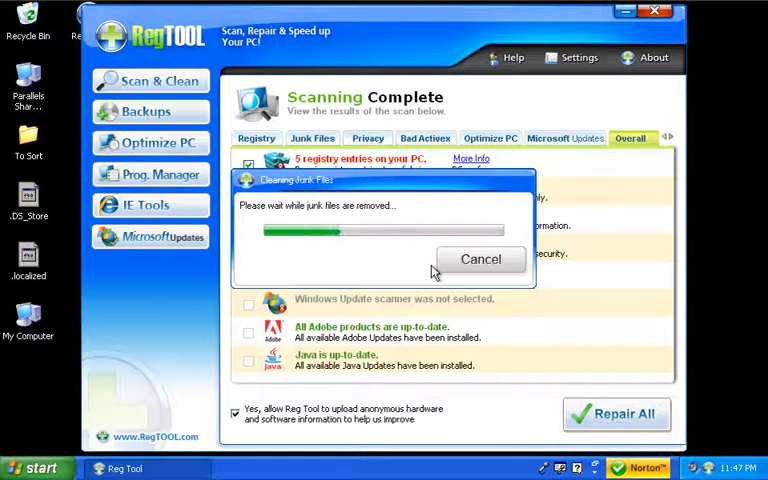 Recycle Bin
Parallels
Shar...
To Sort
.DS_Store
.localized
My Computer
RegTOOL
Scan, Repair & Speed up
Your PC!
Help
Settings
About
Scan & Clean
Backups
Optimize PC
Prog. Manager
IE Tools
MicrosoftUpdates
www.RegTOOL.com
Scanning Complete
View the results of the scan below.
Registry
Junk Files
Privacy
Bad Activex
Optimize PC
Microsoft Updates
Overall
5 registry entries on your PC.
More Info
Cleaning Junk Files
Please wait while junk files are removed...
Cancel
Windows Update scanner was not selected.
All Adobe products are up-to-date.
All available Adobe Updates have been installed.
Java is up-to-date.
All available Java Updates have been installed.
Yes, allow Reg Tool to upload anonymous hardware
and software information to help us improve
Repair All
start
Reg Tool
Norton™
11:47 PM